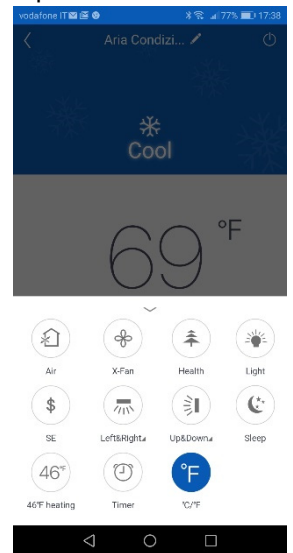 vodafone IT 77% 17:38
Aria Condizi...
Cool
69 °F
Air X-Fan Health Light
$
SE Left&Right Up&Down Sleep
46°F °F
46°F heating Timer °C/°F